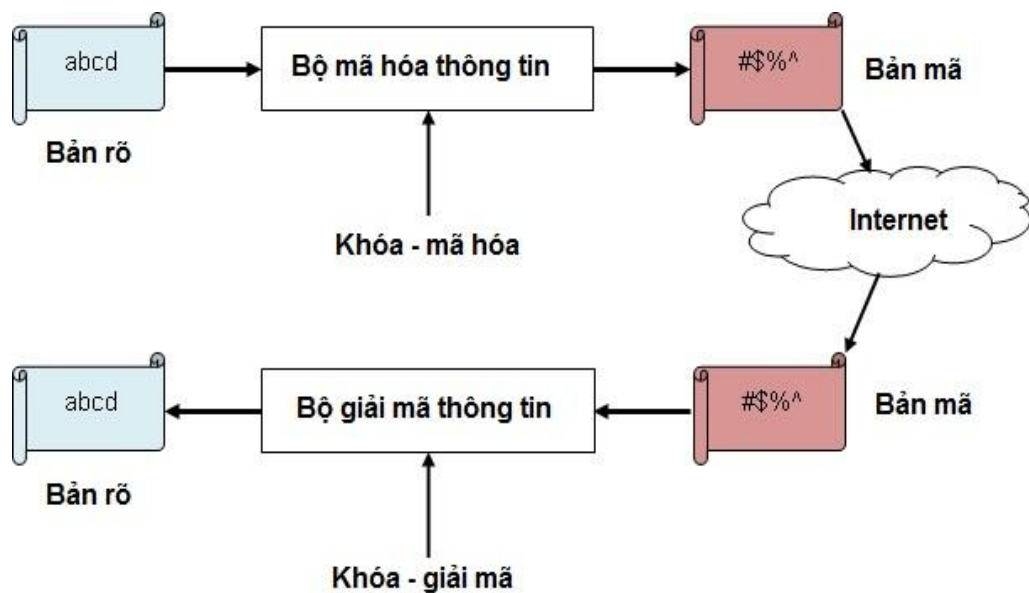 abcd
Bộ mã hóa thông tin
#$%^
Bản mã
Bản rõ
Khóa - mã hóa
Internet
abcd
Bộ giải mã thông tin
#$%^
Bản mã
Bản rõ
Khóa - giải mã